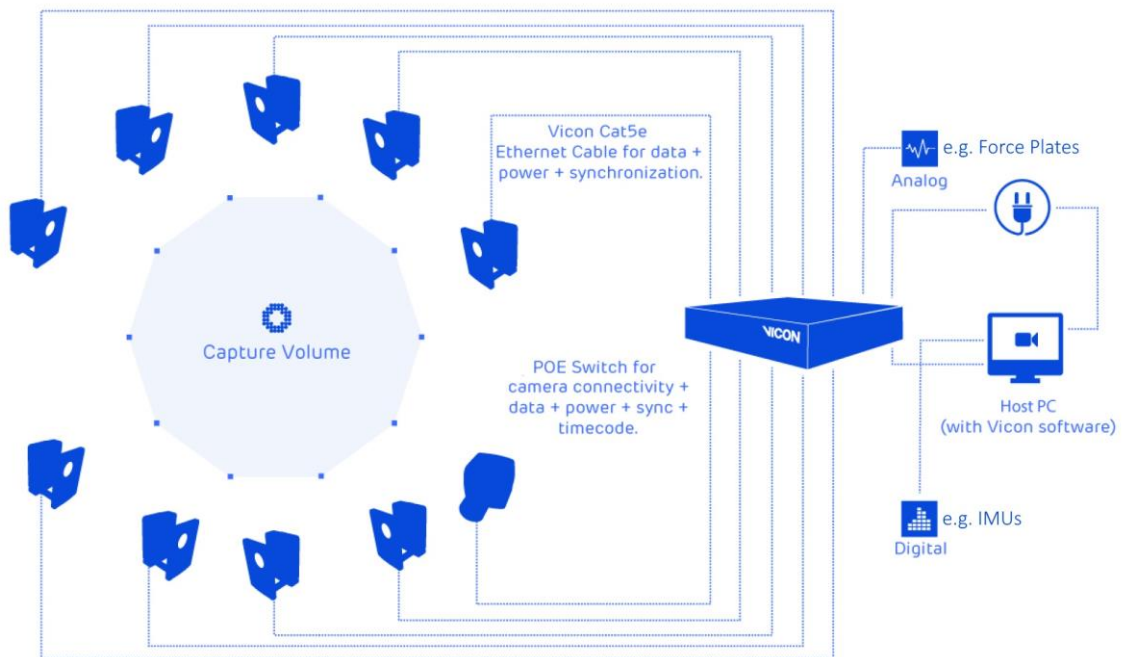 Vicon Cat5e
Ethernet Cable for data +
power + synchronization.
e.g. Force Plates
Analog
Capture Volume
VICON
POE Switch for
camera connectivity +
data + power + sync +
timecode.
Host PC
(with Vicon software)
e.g. IMUs
Digital